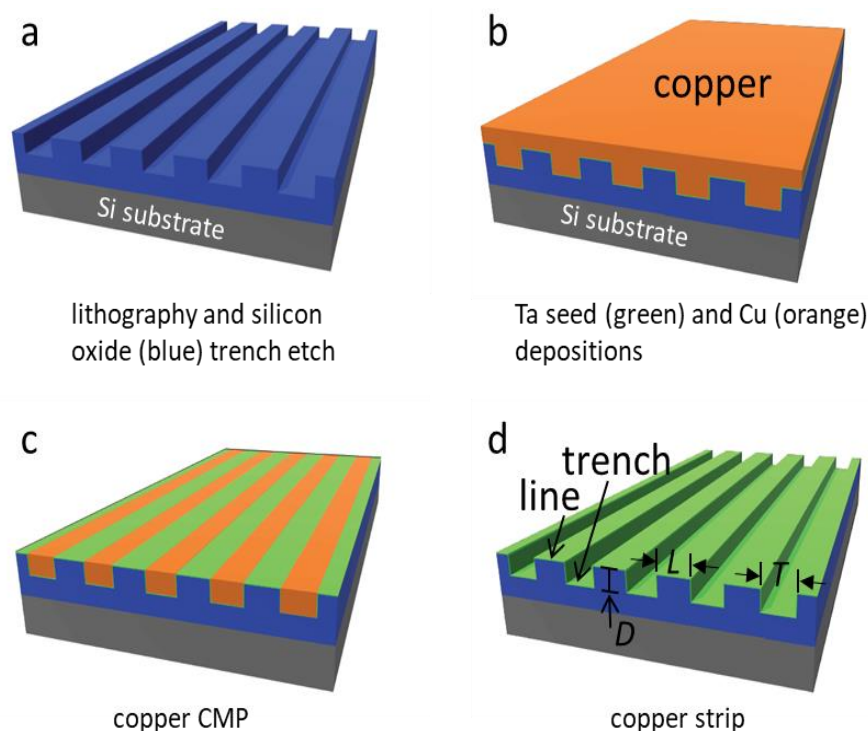 a
Si substrate
lithography and silicon
oxide (blue) trench etch
b
copper
Si substrate
Ta seed (green) and Cu (orange)
depositions
c
copper CMP
d
trench
line
L
T
D
copper strip